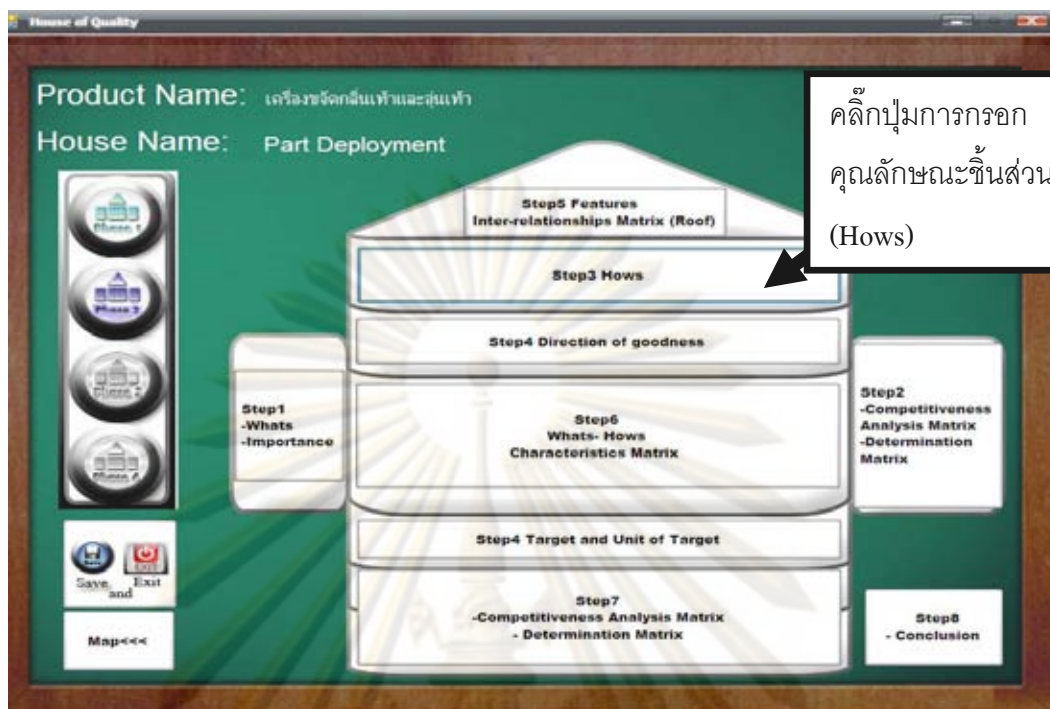 House of Quality
Product Name: เครื่องขจัดกลิ่นเท้าและอุ่นเท้า
House Name: Part Deployment
คลิ๊กปุ่มการกรอก
คุณลักษณะชิ้นส่วน
(Hows)
Phase 1
Phase 2
Step5 Features
Inter-relationships Matrix (Roof)
Step3 Hows
Step4 Direction of goodness
Step1
-Whats
-Importance
Step6
Whats- Hows
Characteristics Matrix
Step2
-Competitiveness
Analysis Matrix
-Determination
Matrix
Step4 Target and Unit of Target
Step7
-Competitiveness Analysis Matrix
- Determination Matrix
Step8
- Conclusion
EXIT
Save and Exit
Map<<<